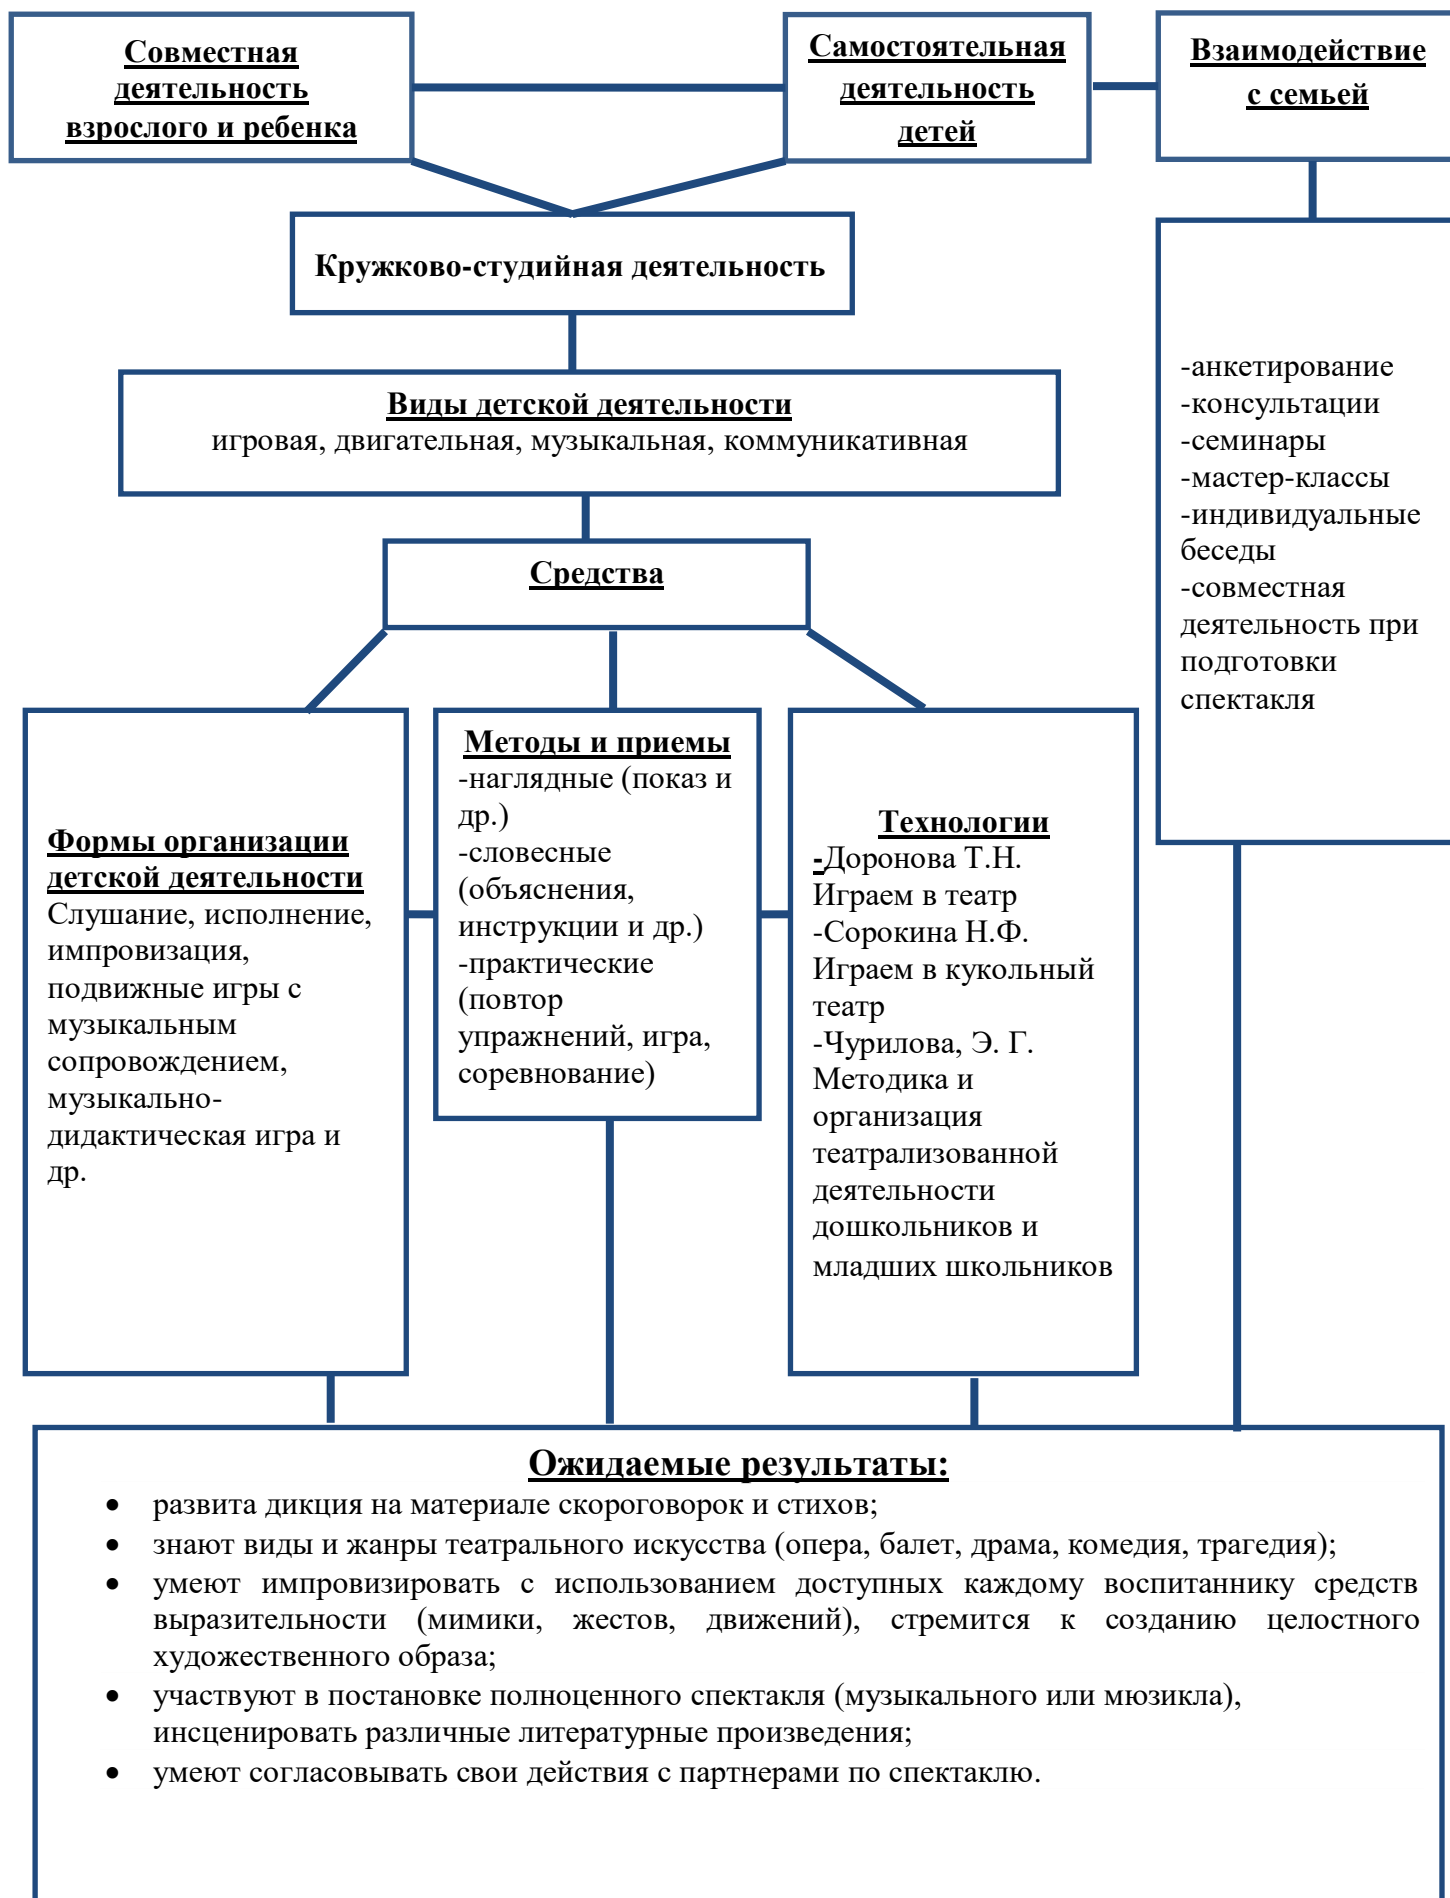 Совместная
деятельность
взрослого и ребенка
Самостоятельная
деятельность
детей
Взаимодействие
с семьей
Кружково-студийная деятельность
Виды детской деятельности
игровая, двигательная, музыкальная, коммуникативная
Средства
-анкетирование
-консультации
-семинары
-мастер-классы
-индивидуальные
беседы
-совместная
деятельность при
подготовки
спектакля
Формы организации
детской деятельности
Слушание, исполнение,
импровизация,
подвижные игры с
музыкальным
сопровождением,
музыкально-
дидактическая игра и
др.
Методы и приемы
-наглядные (показ и
др.)
-словесные
(объяснения,
инструкции и др.)
-практические
(повтор
упражнений, игра,
соревнование)
Технологии
-Доронова Т.Н.
Играем в театр
-Сорокина Н.Ф.
Играем в кукольный
театр
-Чурилова, Э. Г.
Методика и
организация
театрализованной
деятельности
дошкольников и
младших школьников
Ожидаемые результаты:
• развита дикция на материале скороговорок и стихов;
• знают виды и жанры театрального искусства (опера, балет, драма, комедия, трагедия);
• умеют импровизировать с использованием доступных каждому воспитаннику средств
выразительности (мимики, жестов, движений), стремится к созданию целостного
художественного образа;
• участвуют в постановке полноценного спектакля (музыкального или мюзикла),
инсценировать различные литературные произведения;
• умеют согласовывать свои действия с партнерами по спектаклю.